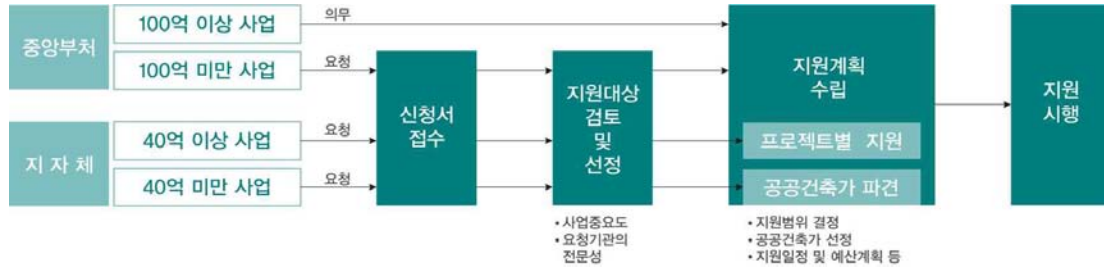 중앙부처
100억 이상 사업
의무
100억 미만 사업
요청
지 자 체
40억 이상 사업
요청
40억 미만 사업
요청
신청서
접수
지원대상
검토
및
선정
• 사업중요도
• 요청기관의
전문성
지원계획
수립
프로젝트별 지원
공공건축가 파견
• 지원범위 결정
• 공공건축가 선정
• 지원일정 및 예산계획 등
지원
시행